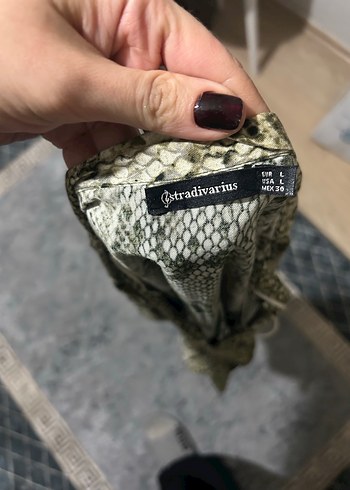 stradivarius
EUR L
USA L
MEX 30